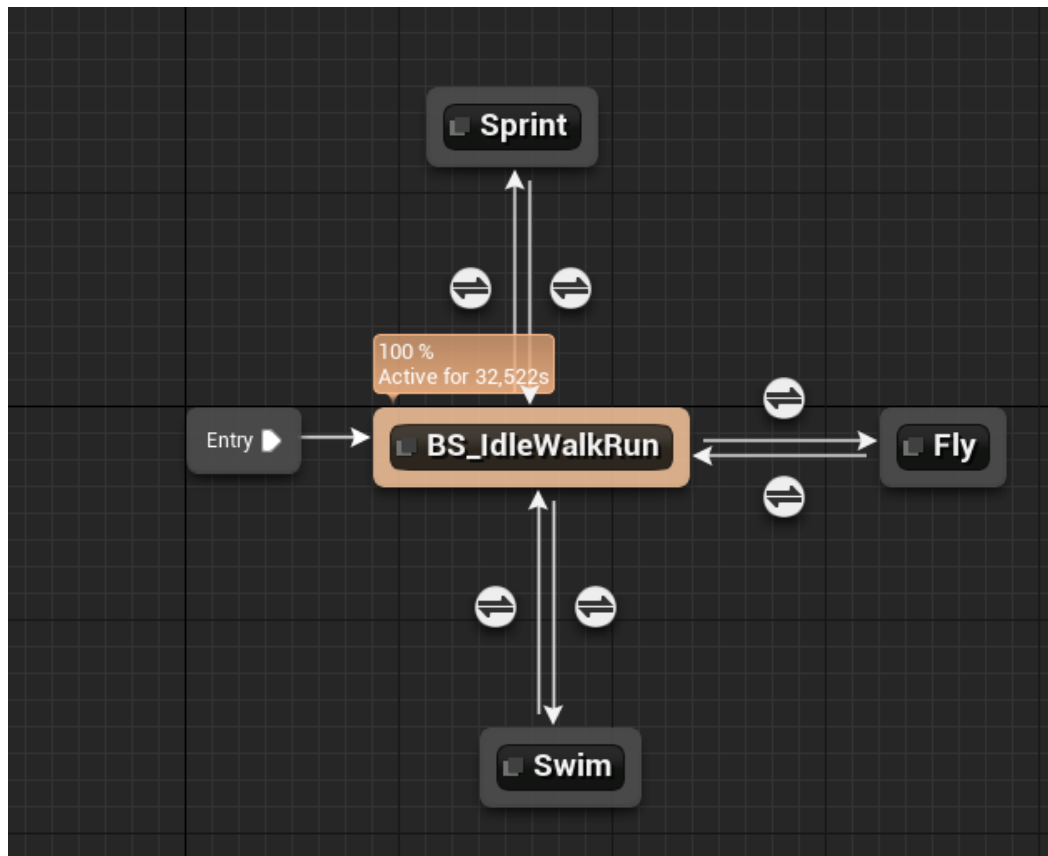 Sprint
100 %
Active for 32,522s
Entry
BS_IdleWalkRun
Fly
Swim